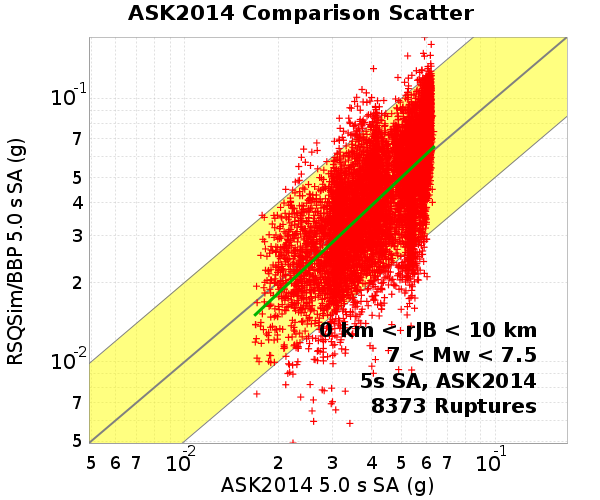 ASK2014 Comparison Scatter
RSQSim/BBP 5.0 s SA (g)
10-1
7
5
4
3
2
10-2
7
5
0 km < rJB < 10 km
7 < Mw < 7.5
5s SA, ASK2014
8373 Ruptures
5 6 7 10-2 2 3 4 5 6 7 10-1
ASK2014 5.0 s SA (g)